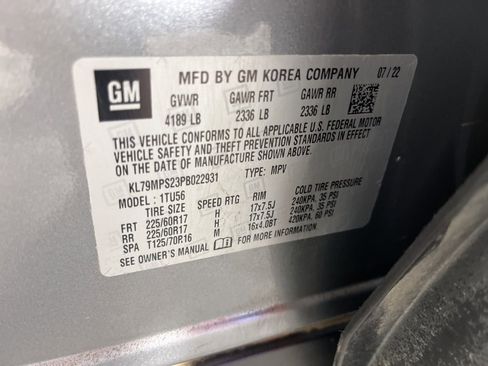 GM
MFD BY GM KOREA COMPANY 07/22
GVWR GAWR FRT GAWR RR
4189 LB 2336 LB 2336 LB
THIS VEHICLE CONFORMS TO ALL APPLICABLE U.S. FEDERAL MOTOR
VEHICLE SAFETY AND THEFT PREVENTION STANDARDS IN EFFECT
ON THE DATE OF MANUFACTURE SHOWN ABOVE.
KL79MPS23PB022931 TYPE: MPV
MODEL: 1TU56
TIRE SIZE SPEED RTG RIM COLD TIRE PRESSURE
FRT 225/60R17 H 17x7.5J 240KPA, 35 PSI
RR 225/60R17 H 17x7.5J 240KPA, 35 PSI
SPA T125/70R16 M 16x4.0BT 420KPA, 60 PSI
SEE OWNER'S MANUAL FOR MORE INFORMATION.